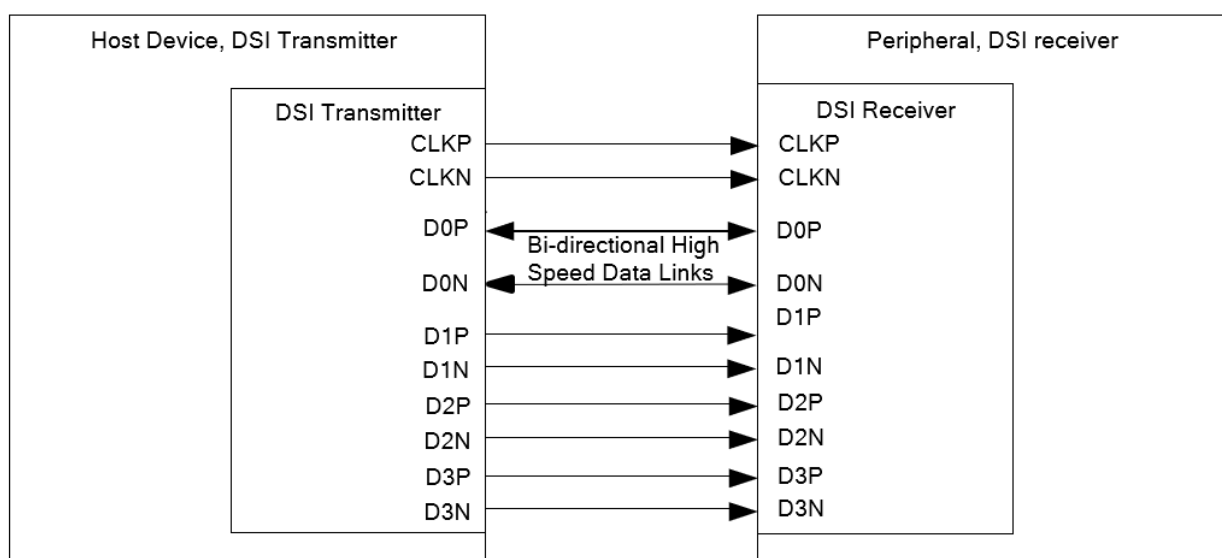 Host Device, DSI Transmitter
Peripheral, DSI receiver
DSI Transmitter
DSI Receiver
CLKP
CLKP
CLKN
CLKN
D0P
D0P
Bi-directional High
Speed Data Links
D0N
D0N
D1P
D1P
D1N
D1N
D2P
D2P
D2N
D2N
D3P
D3P
D3N
D3N